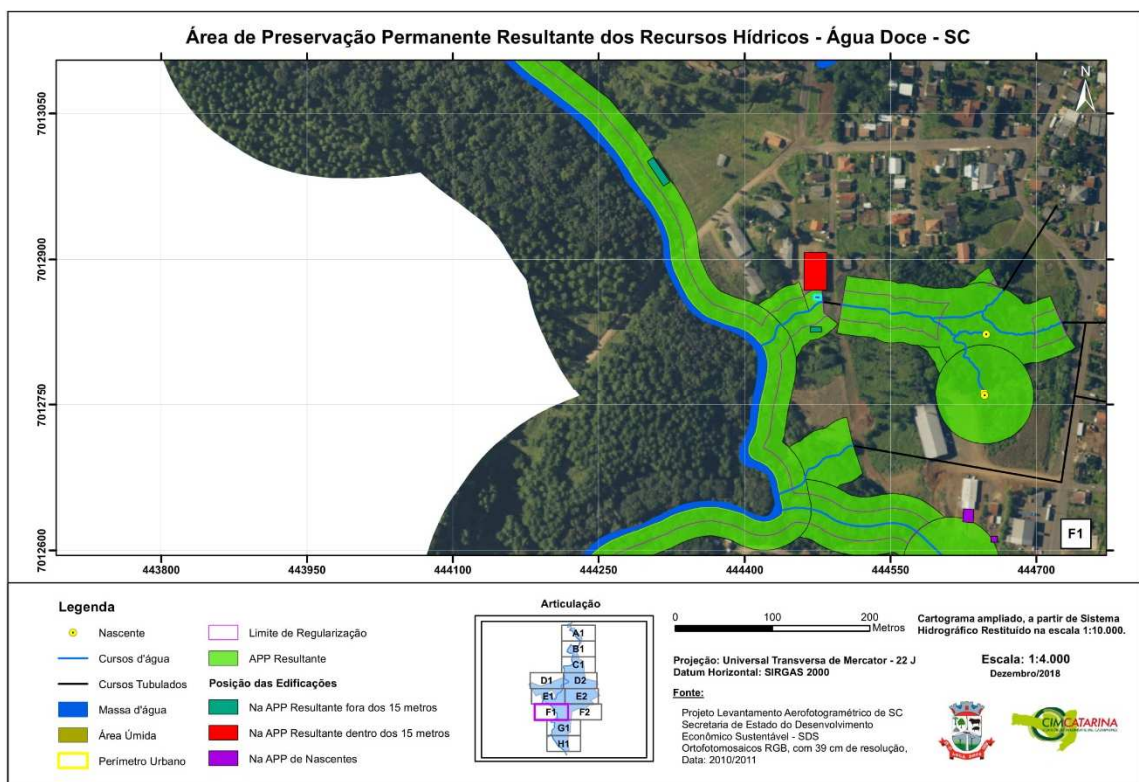 Área de Preservação Permanente Resultante dos Recursos Hídricos - Água Doce - SC
N
7013050
7012900
7012750
7012600
F1
443800
443950
444100
444250
444400
444550
444700
Legenda
Nascente
Cursos d'água
Cursos Tubulados
Massa d'água
Área Úmida
Perímetro Urbano
Limite de Regularização
APP Resultante
Posição das Edificações
Na APP Resultante fora dos 15 metros
Na APP Resultante dentro dos 15 metros
Na APP de Nascentes
Articulação
A1
B1
C1
D1
D2
E1
E2
F1
F2
G1
H1
0
100
200
Metros
Cartograma ampliado, a partir de Sistema
Hidrográfico Restituído na escala 1:10.000.
Projeção: Universal Transversa de Mercator - 22 J
Datum Horizontal: SIRGAS 2000
Escala: 1:4.000
Dezembro/2018
Fonte:
Projeto Levantamento Aerofotogramétrico de SC
Secretaria de Estado do Desenvolvimento
Econômico Sustentável - SDS
Ortofotomosaicos RGB, com 39 cm de resolução,
Data: 2010/2011
CIMCATARINA